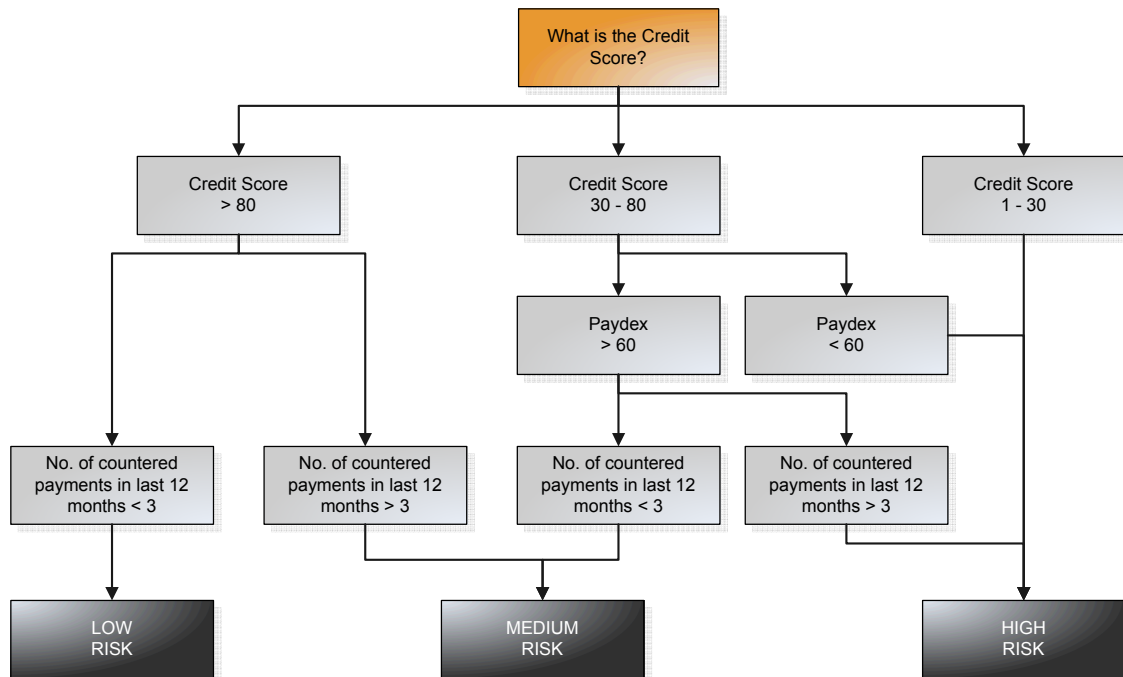 What is the Credit
Score?
Credit Score
> 80
Credit Score
30 - 80
Credit Score
1 - 30
Paydex
> 60
Paydex
< 60
No. of countered
payments in last 12
months < 3
No. of countered
payments in last 12
months > 3
No. of countered
payments in last 12
months < 3
No. of countered
payments in last 12
months > 3
LOW
RISK
MEDIUM
RISK
HIGH
RISK